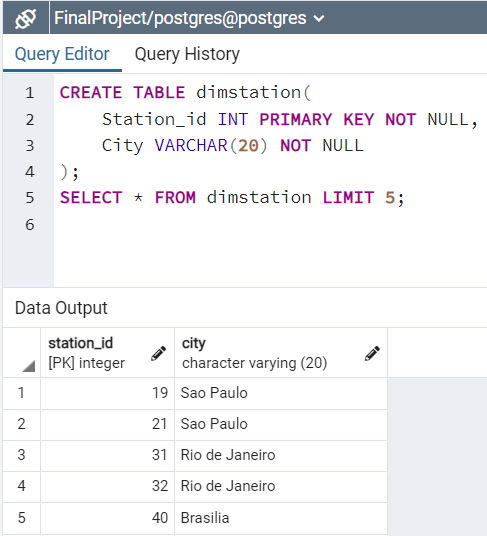 FinalProject/postgres@postgres
Query Editor Query History
1 CREATE TABLE dimstation(
2 Station_id INT PRIMARY KEY NOT NULL,
3 City VARCHAR(20) NOT NULL
4 );
5 SELECT * FROM dimstation LIMIT 5;
6
Data Output
station_id city
[PK] integer character varying (20)
1 19 Sao Paulo
2 21 Sao Paulo
3 31 Rio de Janeiro
4 32 Rio de Janeiro
5 40 Brasilia